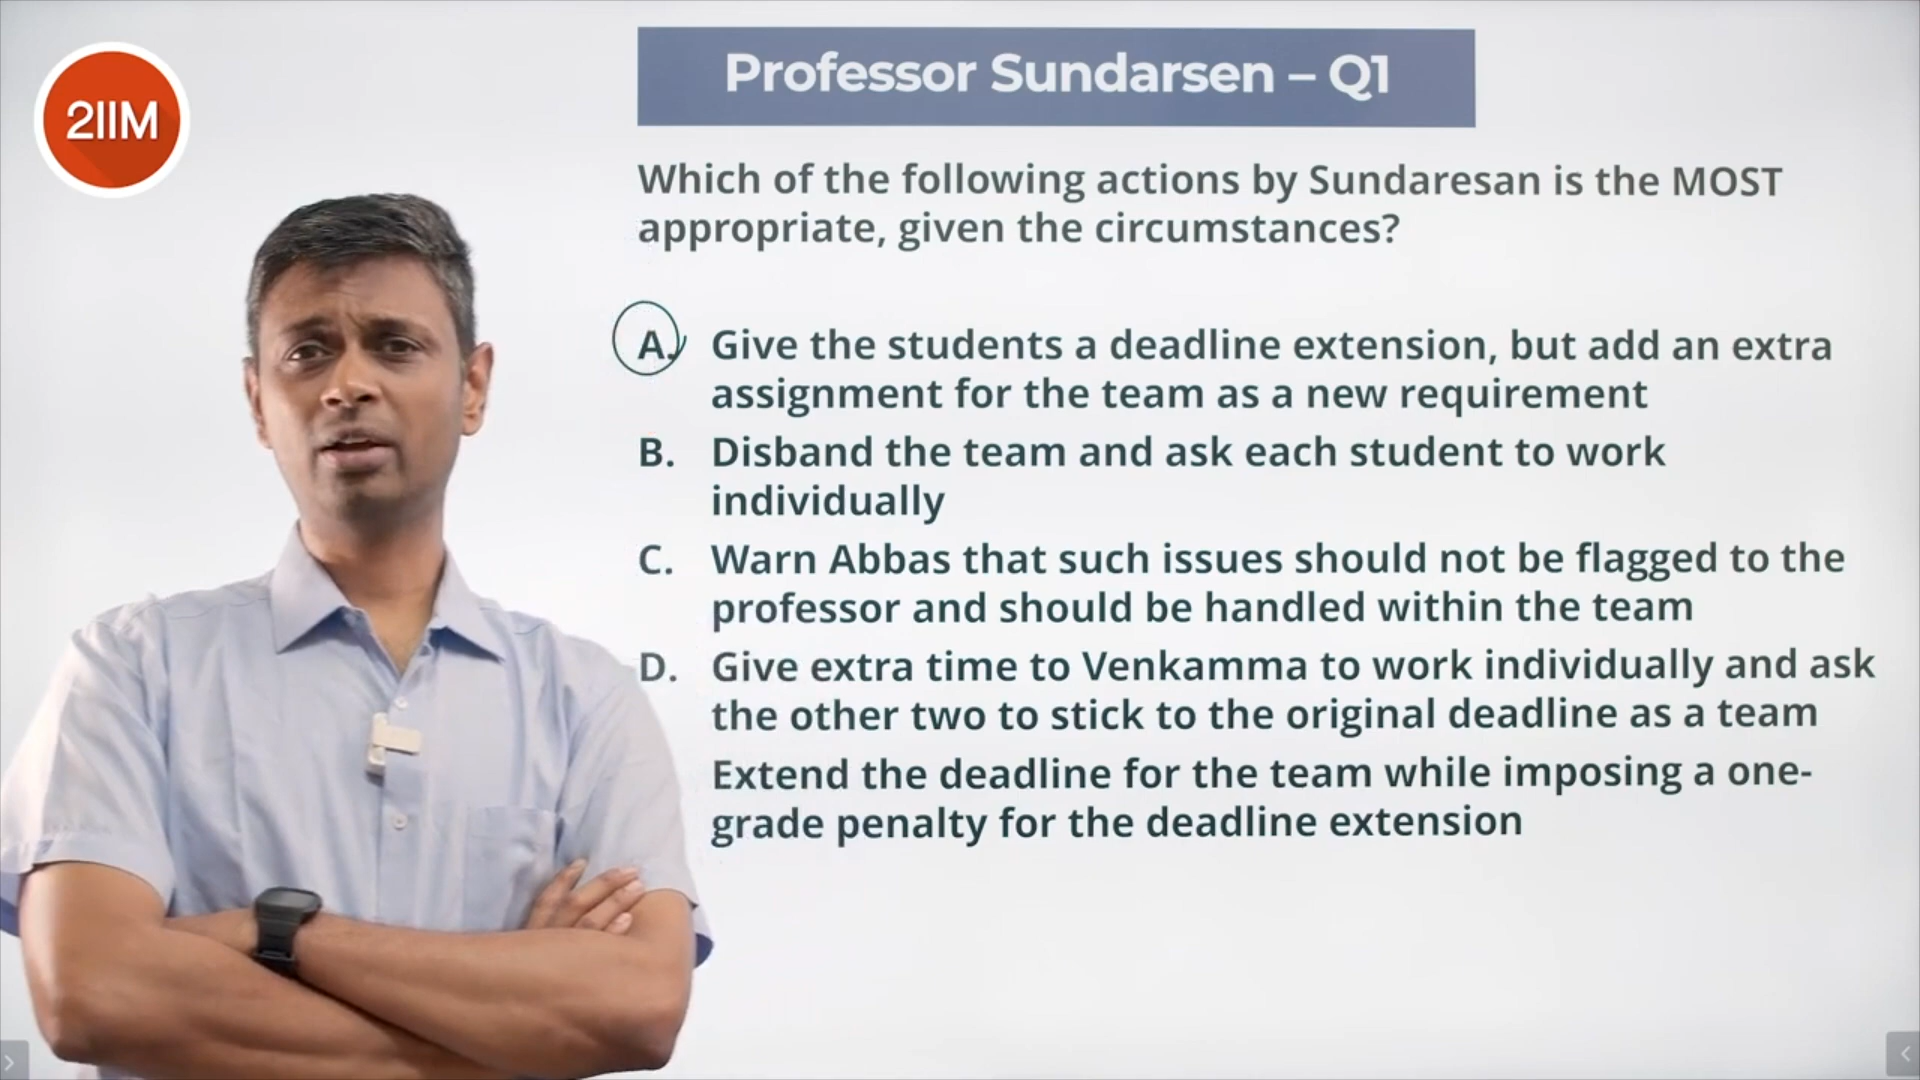 2IIM
Professor Sundarsen – Q1
Which of the following actions by Sundaresan is the MOST
appropriate, given the circumstances?
A. Give the students a deadline extension, but add an extra
assignment for the team as a new requirement
B. Disband the team and ask each student to work
individually
C. Warn Abbas that such issues should not be flagged to the
professor and should be handled within the team
D. Give extra time to Venkamma to work individually and ask
the other two to stick to the original deadline as a team
Extend the deadline for the team while imposing a one-
grade penalty for the deadline extension